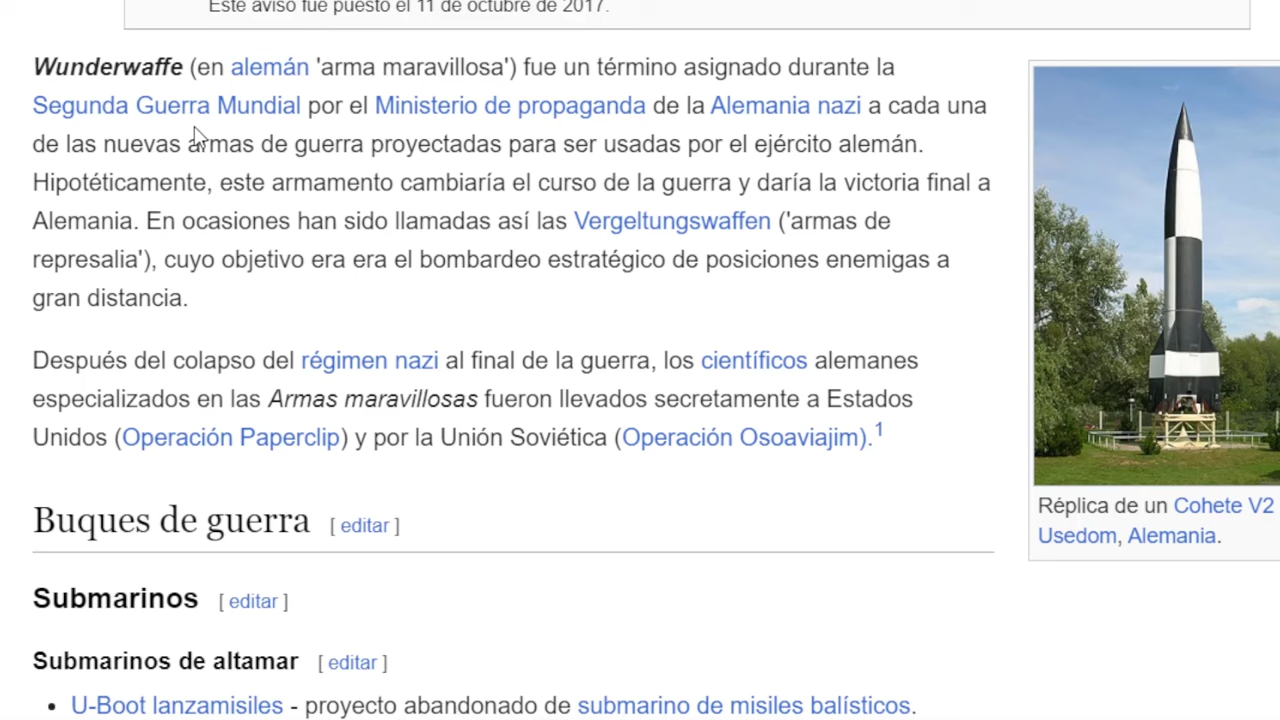 Este aviso fue puesto el 11 de octubre de 2017.
Wunderwaffe (en alemán 'arma maravillosa') fue un término asignado durante la
Segunda Guerra Mundial por el Ministerio de propaganda de la Alemania nazi a cada una
de las nuevas armas de guerra proyectadas para ser usadas por el ejército alemán.
Hipotéticamente, este armamento cambiaría el curso de la guerra y daría la victoria final a
Alemania. En ocasiones han sido llamadas así las Vergeltungswaffen ('armas de
represalia'), cuyo objetivo era era el bombardeo estratégico de posiciones enemigas a
gran distancia.
Después del colapso del régimen nazi al final de la guerra, los científicos alemanes
especializados en las Armas maravillosas fueron llevados secretamente a Estados
Unidos (Operación Paperclip) y por la Unión Soviética (Operación Osoaviajim).1
Réplica de un Cohete V2
Usedom, Alemania.
Buques de guerra [ editar ]
Submarinos [ editar ]
Submarinos de altamar [ editar ]
• U-Boot lanzamisiles - proyecto abandonado de submarino de misiles balísticos.